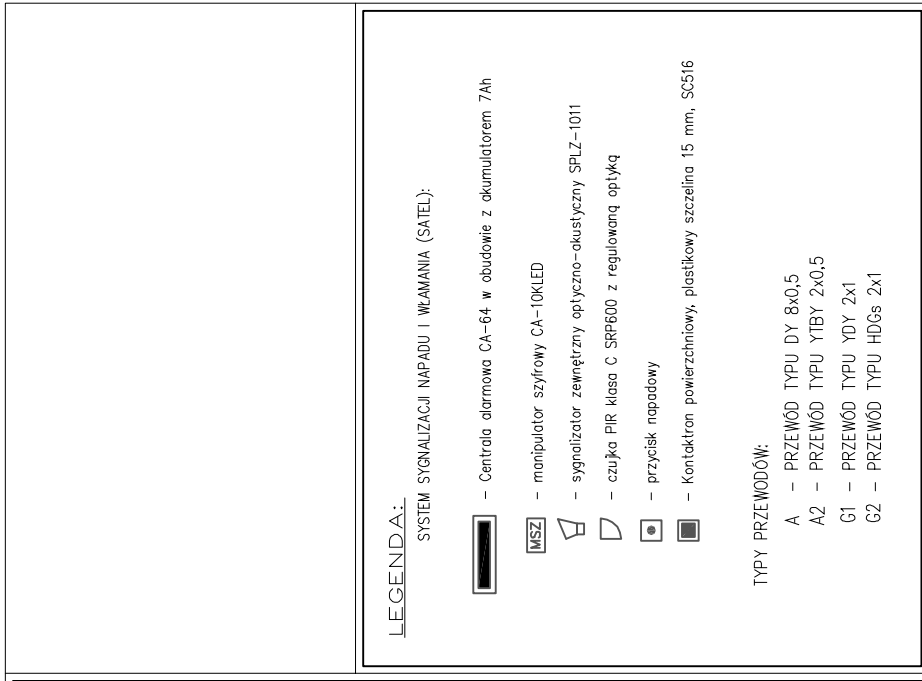 LEGENDA:
SYSTEM SYGNALIZACJI NAPADU I WŁAMANIA (SATEL):
– Centrala alarmowa CA–64 w obudowie z akumulatorem 7Ah
MSZ – manipulator szyfrowy CA–10KLED
– sygnalizator zewnętrzny optyczno–akustyczny SPLZ–1011
– czujka PIR klasa C SRP600 z regulowaną optyką
– przycisk napadowy
– Kontaktron powierzchniowy, plastikowy szczelina 15 mm, SC516
TYPY PRZEWODÓW:
A – PRZEWÓD TYPU DY 8x0,5
A2 – PRZEWÓD TYPU YTBY 2x0,5
G1 – PRZEWÓD TYPU YDY 2x1
G2 – PRZEWÓD TYPU HDGs 2x1